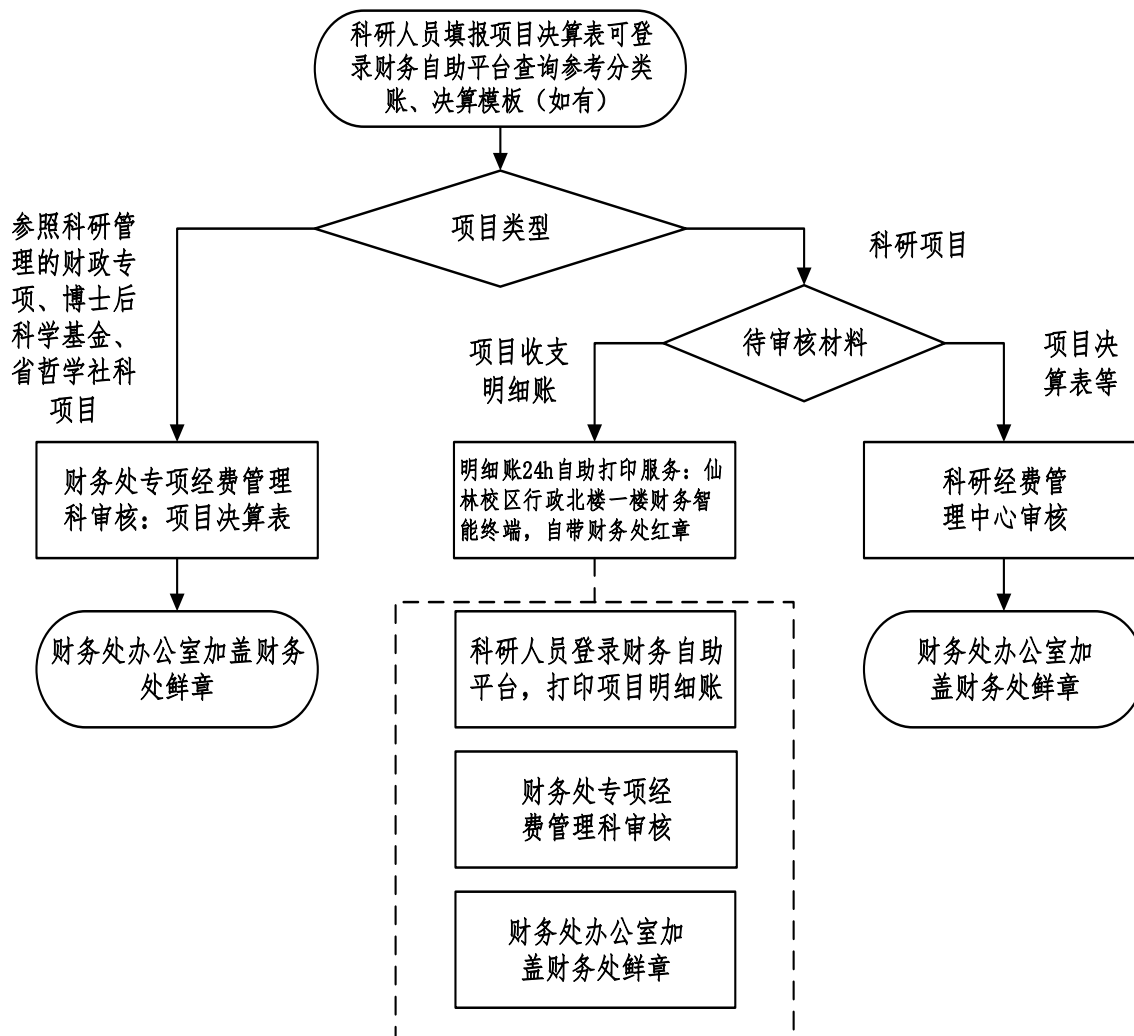 科研人员填报项目决算表可登
录财务自助平台查询参考分类
账、决算模板（如有）
项目类型
参照科研管
理的财政专
项、博士后
科学基金、
省哲学社科
项目
科研项目
待审核材料
项目收支
明细账
项目决
算表等
财务处专项经费管理
科审核：项目决算表
明细账24h自助打印服务：仙
林校区行政北楼一楼财务智
能终端，自带财务处红章
科研经费管
理中心审核
财务处办公室加盖财务
处鲜章
科研人员登录财务自助
平台，打印项目明细账
财务处办公室加
盖财务处鲜章
财务处专项经
费管理科审核
财务处办公室加
盖财务处鲜章